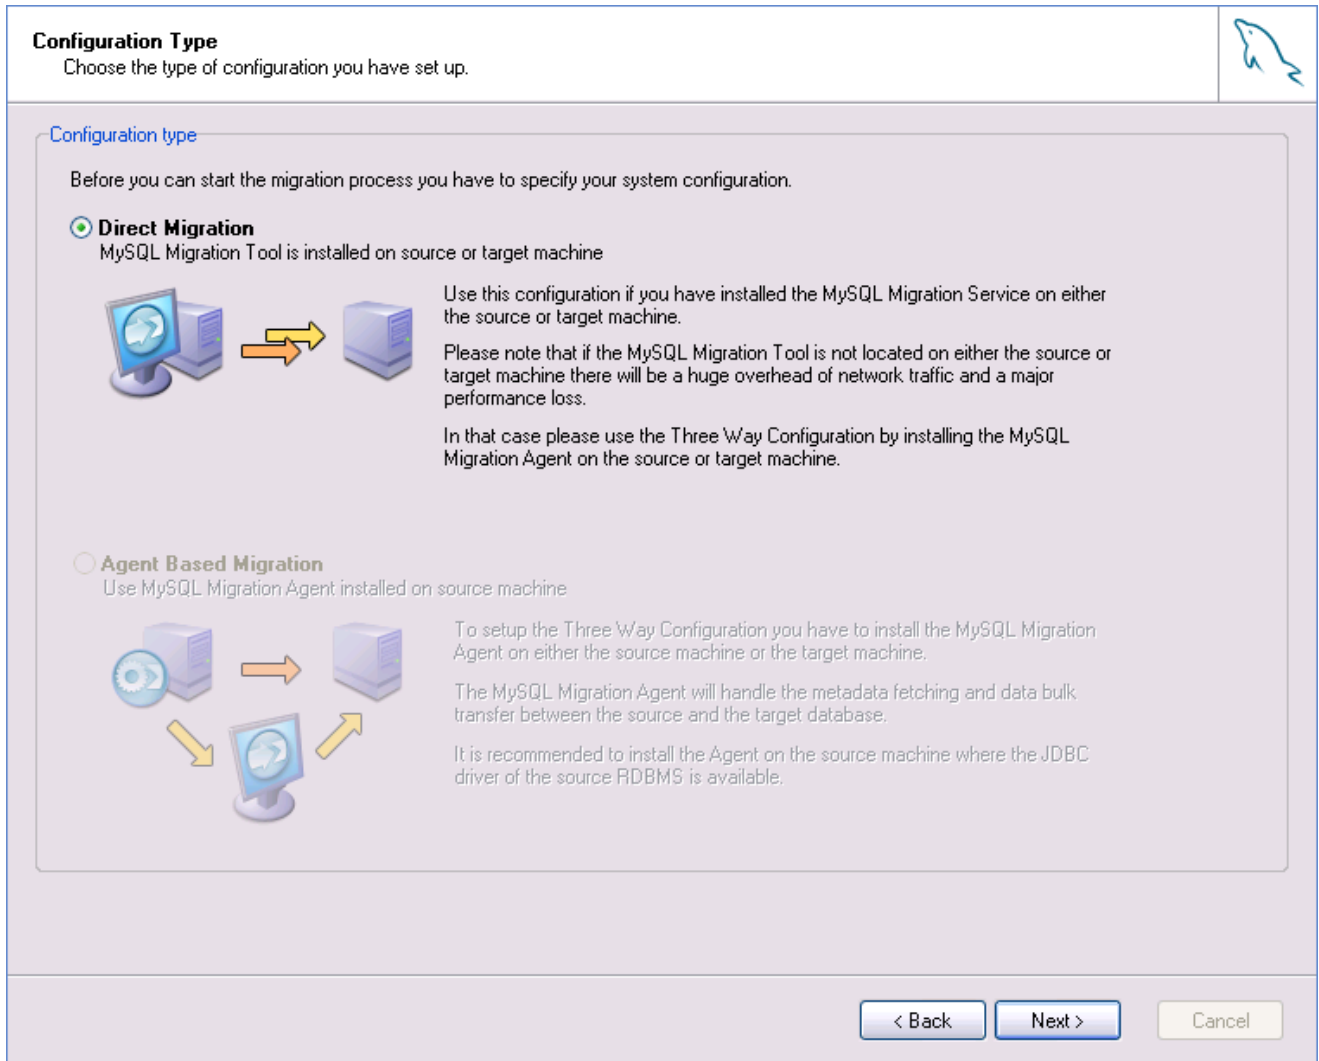 Configuration Type
Choose the type of configuration you have set up.
Configuration type
Before you can start the migration process you have to specify your system configuration.
Direct Migration
MySQL Migration Tool is installed on source or target machine
Use this configuration if you have installed the MySQL Migration Service on either
the source or target machine.
Please note that if the MySQL Migration Tool is not located on either the source or
target machine there will be a huge overhead of network traffic and a major
performance loss.
In that case please use the Three Way Configuration by installing the MySQL
Migration Agent on the source or target machine.
Agent Based Migration
Use MySQL Migration Agent installed on source machine
To setup the Three Way Configuration you have to install the MySQL Migration
Agent on either the source machine or the target machine.
The MySQL Migration Agent will handle the metadata fetching and data bulk
transfer between the source and the target database.
It is recommended to install the Agent on the source machine where the JDBC
driver of the source RDBMS is available.
< Back
Next >
Cancel